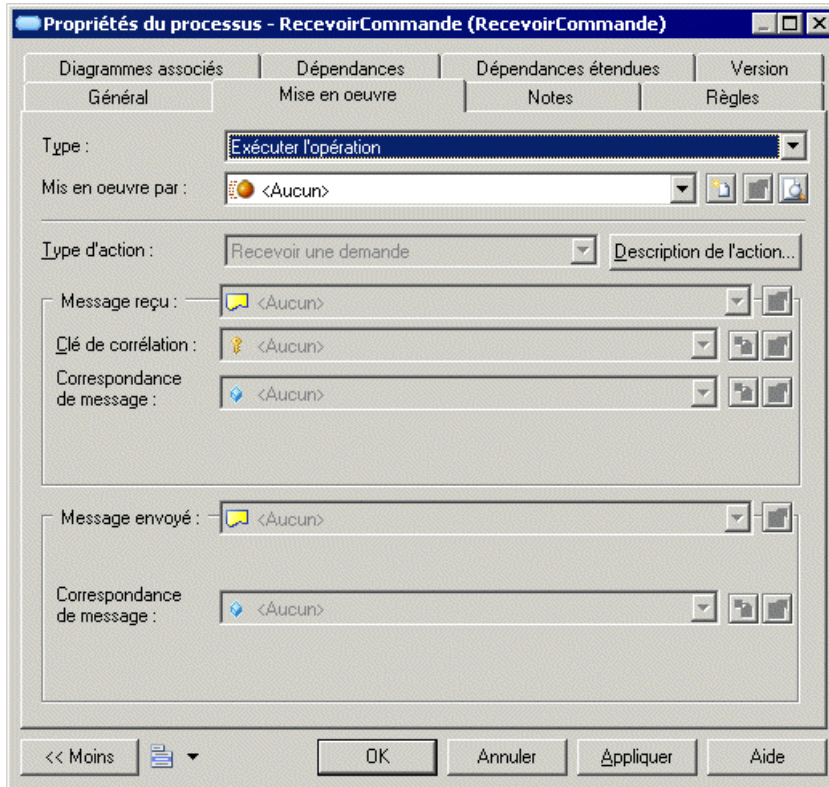 Propriétés du processus - RecevoirCommande (RecevoirCommande)
Diagrammes associés Dépendances Dépendances étendues Version
Général Mise en oeuvre Notes Règles
Type : Exécuter l'opération
Mis en oeuvre par : <Aucun>
Type d'action : Recevoir une demande Description de l'action...
Message reçu : <Aucun>
Clé de corrélation : <Aucun>
Correspondance
de message : <Aucun>
Message envoyé : <Aucun>
Correspondance
de message : <Aucun>
<< Moins OK Annuler Appliquer Aide